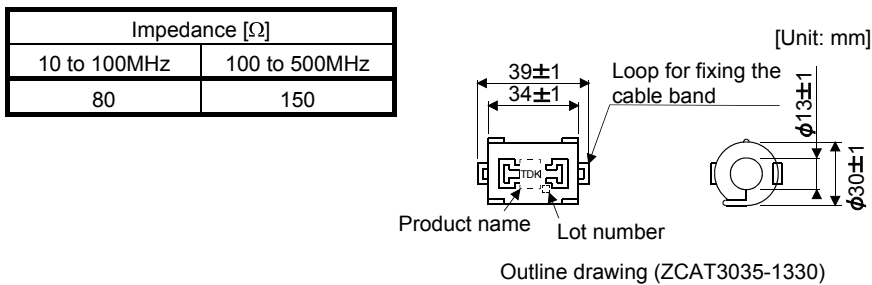 Impedance [Ω]
10 to 100MHz 100 to 500MHz
80 150
[Unit: mm]
39±1
34±1
Loop for fixing the
cable band
TDK
ϕ13±1
ϕ30±1
Product name
Lot number
Outline drawing (ZCAT3035-1330)